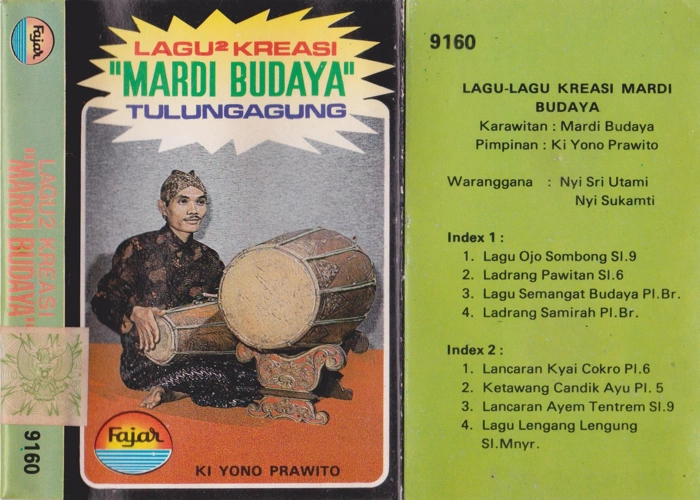 Fajar
LAGU2 KREASI
"MARDI BUDAYA"
9160
LAGU² KREASI
"MARDI BUDAYA"
TULUNGAGUNG
Fajar
KI YONO PRAWITO
9160
LAGU-LAGU KREASI MARDI
BUDAYA
Karawitan : Mardi Budaya
Pimpinan : Ki Yono Prawito
Waranggana : Nyi Sri Utami
Nyi Sukamti
Index 1 :
1. Lagu Ojo Sombong Sl.9
2. Ladrang Pawitan Sl.6
3. Lagu Semangat Budaya Pl.Br.
4. Ladrang Samirah Pl.Br.
Index 2 :
1. Lancaran Kyai Cokro Pl.6
2. Ketawang Candik Ayu Pl. 5
3. Lancaran Ayem Tentrem Sl.9
4. Lagu Lengang Lengung
Sl.Mnyr.